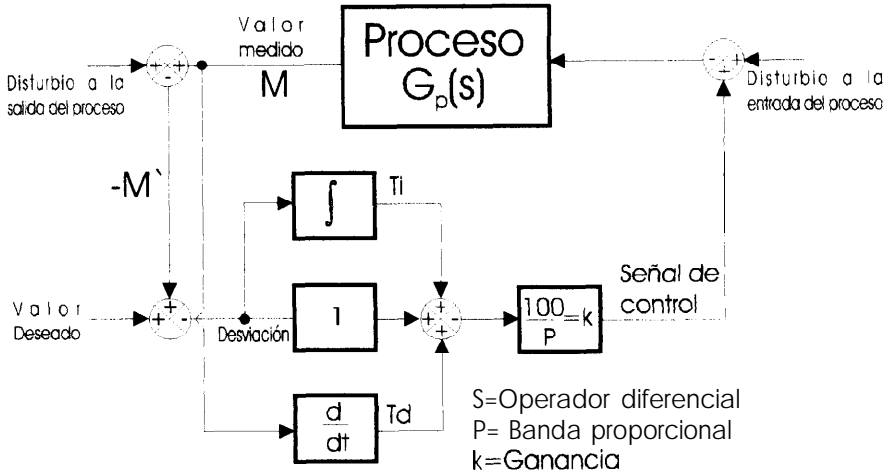 Valor
medido
M
Proceso
Gp(s)
Disturbio a la
salida del proceso
+
-
+
-
+
+
Disturbio a la
entrada del proceso
-M`
∫
Ti
Valor
Deseado
+
+
-
Desviación
1
+
+
-
+
100
P
=k
Señal de
control
d
dt
Td
S=Operador diferencial
P= Banda proporcional
k=Ganancia